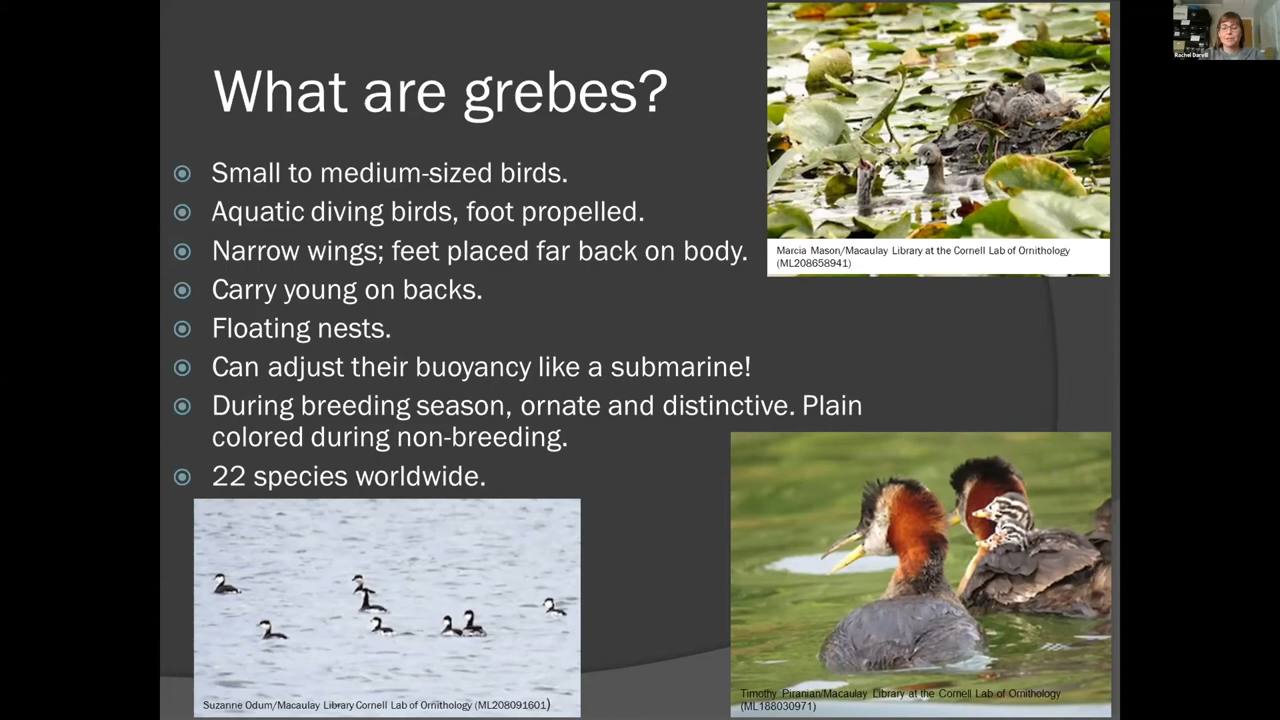 What are grebes?
Small to medium-sized birds.
Aquatic diving birds, foot propelled.
Narrow wings; feet placed far back on body.
Carry young on backs.
Floating nests.
Can adjust their buoyancy like a submarine!
During breeding season, ornate and distinctive. Plain
colored during non-breeding.
22 species worldwide.
Marcia Mason/Macaulay Library at the Cornell Lab of Ornithology
(ML208658941)
Suzanne Odum/Macaulay Library Cornell Lab of Ornithology (ML208091601)
Timothy Piranian/Macaulay Library at the Cornell Lab of Ornithology
(ML188030971)